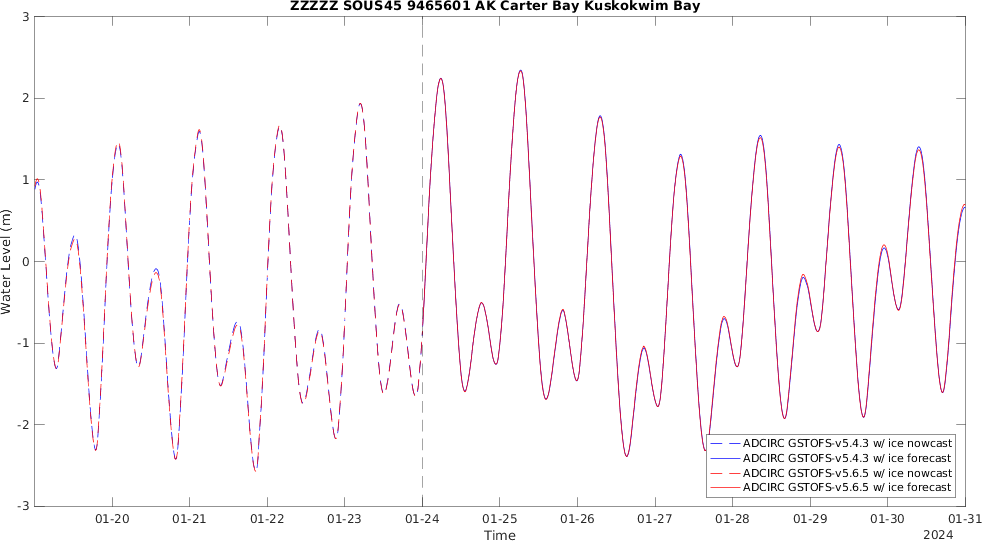 ZZZZZ SOUS45 9465601 AK Carter Bay Kuskokwim Bay
Water Level (m)
3
2
1
0
-1
-2
-3
ADCIRC GSTOFS-v5.4.3 w/ ice nowcast
ADCIRC GSTOFS-v5.4.3 w/ ice forecast
ADCIRC GSTOFS-v5.6.5 w/ ice nowcast
ADCIRC GSTOFS-v5.6.5 w/ ice forecast
01-20 01-21 01-22 01-23 01-24 01-25 01-26 01-27 01-28 01-29 01-30 01-31
Time
2024